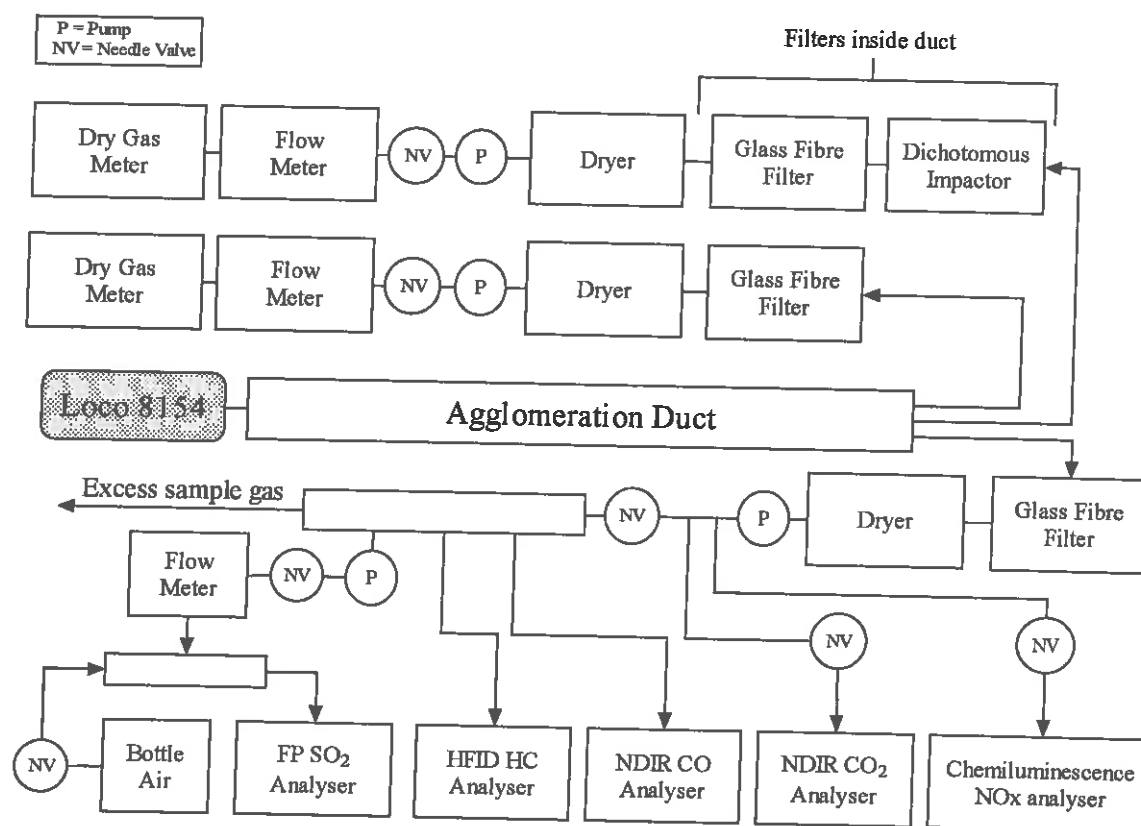 P = Pump
NV = Needle Valve
Filters inside duct
Dry Gas
Meter
Flow
Meter
NV
P
Dryer
Glass Fibre
Filter
Dichotomous
Impactor
Dry Gas
Meter
Flow
Meter
NV
P
Dryer
Glass Fibre
Filter
Loco 8154
Agglomeration Duct
Excess sample gas
NV
P
Dryer
Glass Fibre
Filter
Flow
Meter
NV
P
NV
NV
NV
Bottle
Air
FP SO₂
Analyser
HFID HC
Analyser
NDIR CO
Analyser
NDIR CO₂
Analyser
Chemiluminescence
NOx analyser